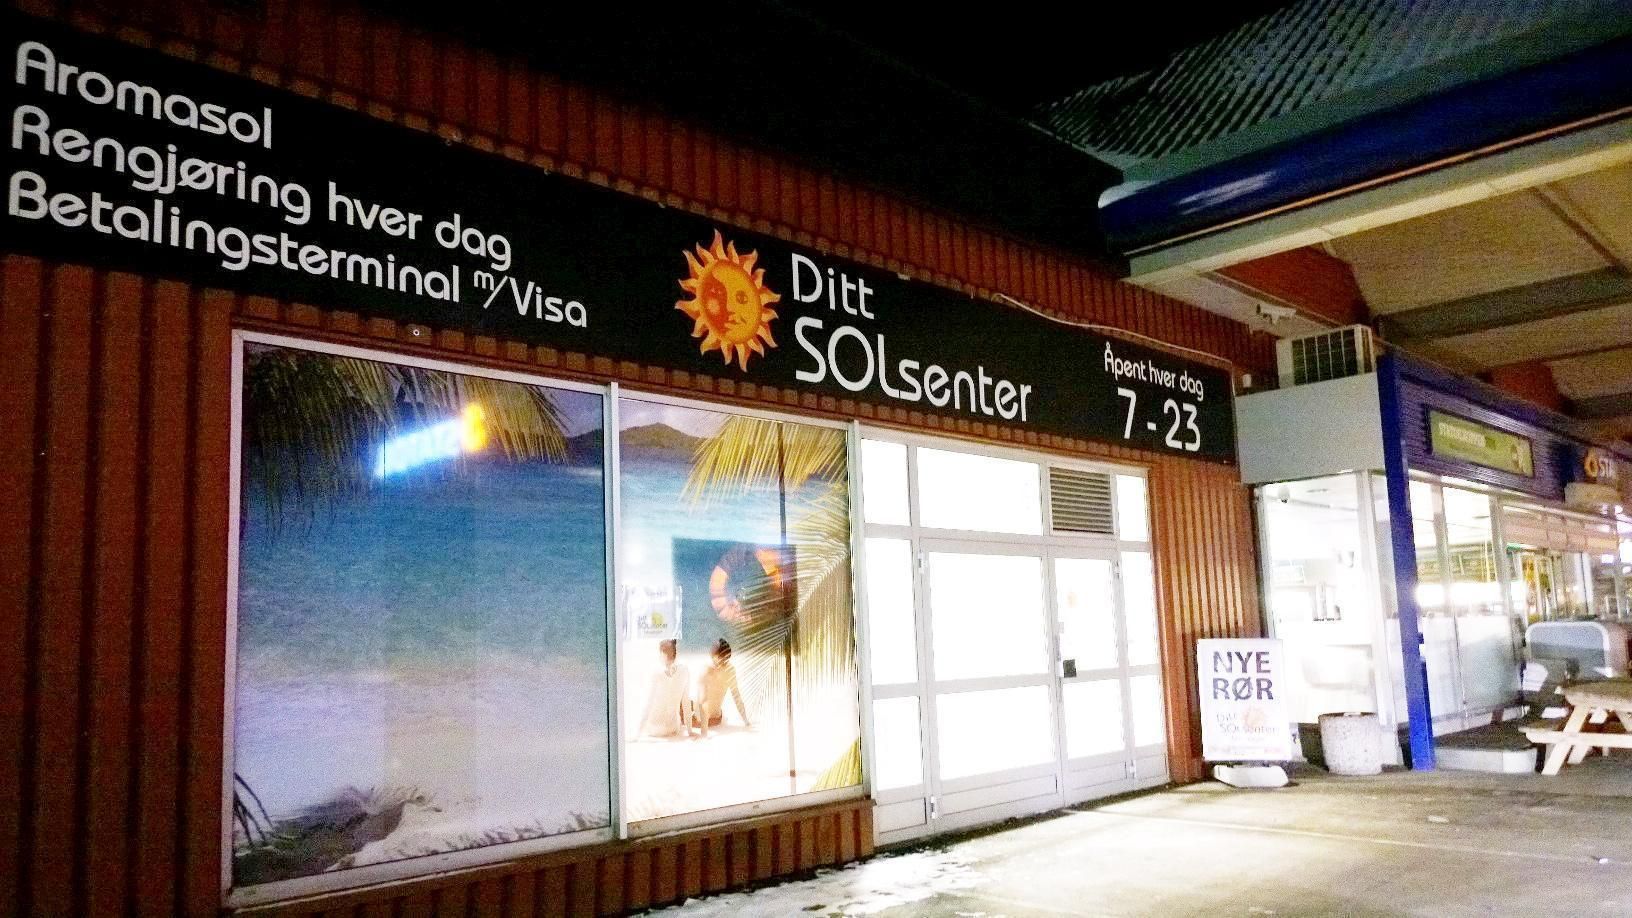 Aromasol
Rengjøring hver dag
Betalingsterminal m/Visa
Ditt
SOLsenter
Åpent hver dag
7 - 23
NYE
RØR
Ditt
SOLsenter